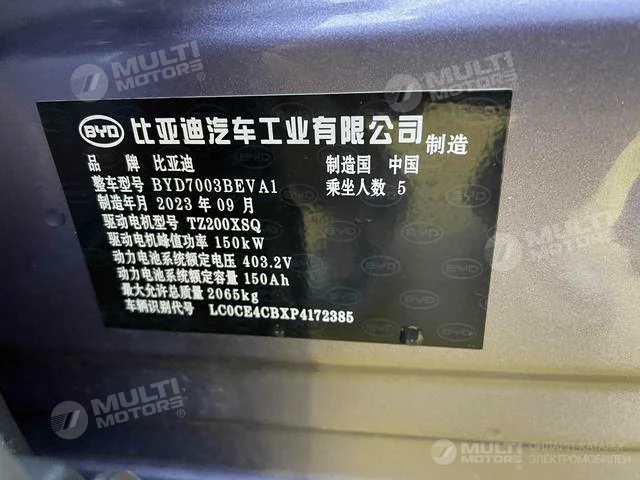 BYD 比亚迪汽车工业有限公司 制造
品 牌 比亚迪 制造国 中国
整车型号 BYD7003BEVA1 乘坐人数 5
制造年月 2023 年 09 月
驱动电机型号 TZ200XSQ
驱动电机峰值功率 150kW
动力电池系统额定电压 403.2V
动力电池系统额定容量 150Ah
最大允许总质量 2065kg
车辆识别代号 LC0CE4CBXP4172385
MULTI MOTORS
MULTI MOTORS
MULTI MOTORS
MULTI MOTORS
MULTI MOTORS ОНЛАЙН-КАТАЛОГ ЭЛЕКТРОМОБИЛЕЙ